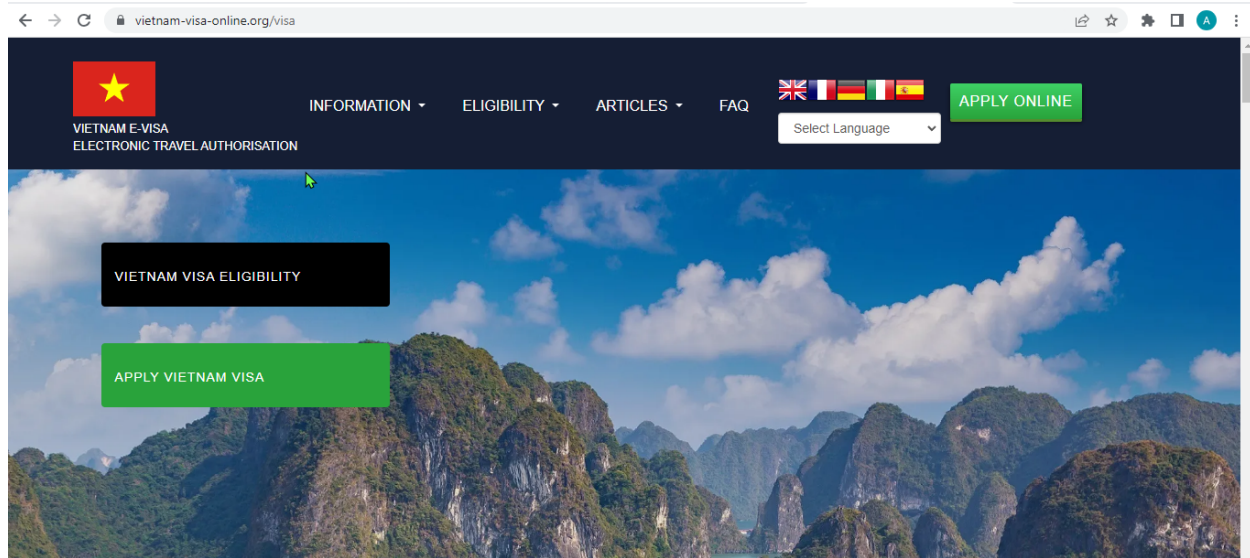 vietnam-visa-online.org/visa
A
VIETNAM E-VISA
ELECTRONIC TRAVEL AUTHORISATION
INFORMATION
ELIGIBILITY
ARTICLES
FAQ
Select Language
APPLY ONLINE
VIETNAM VISA ELIGIBILITY
APPLY VIETNAM VISA